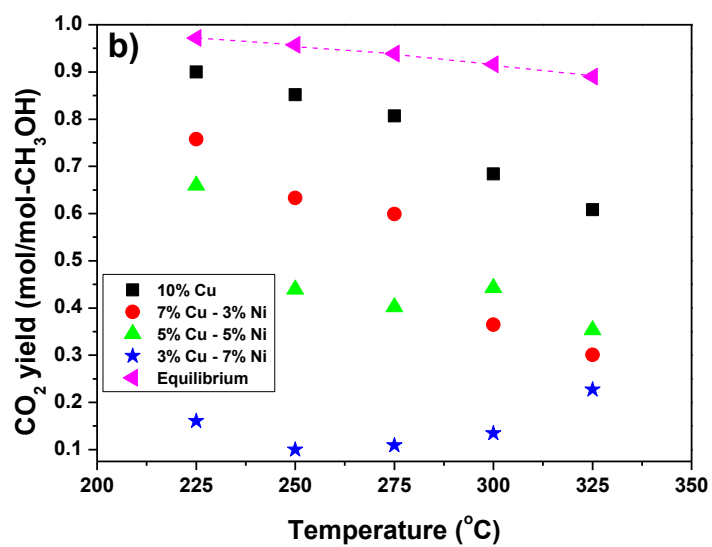 b)
CO₂ yield (mol/mol-CH₃OH)
1.0
0.9
0.8
0.7
0.6
0.5
0.4
0.3
0.2
0.1
10% Cu
7% Cu - 3% Ni
5% Cu - 5% Ni
3% Cu - 7% Ni
Equilibrium
200 225 250 275 300 325 350
Temperature (°C)